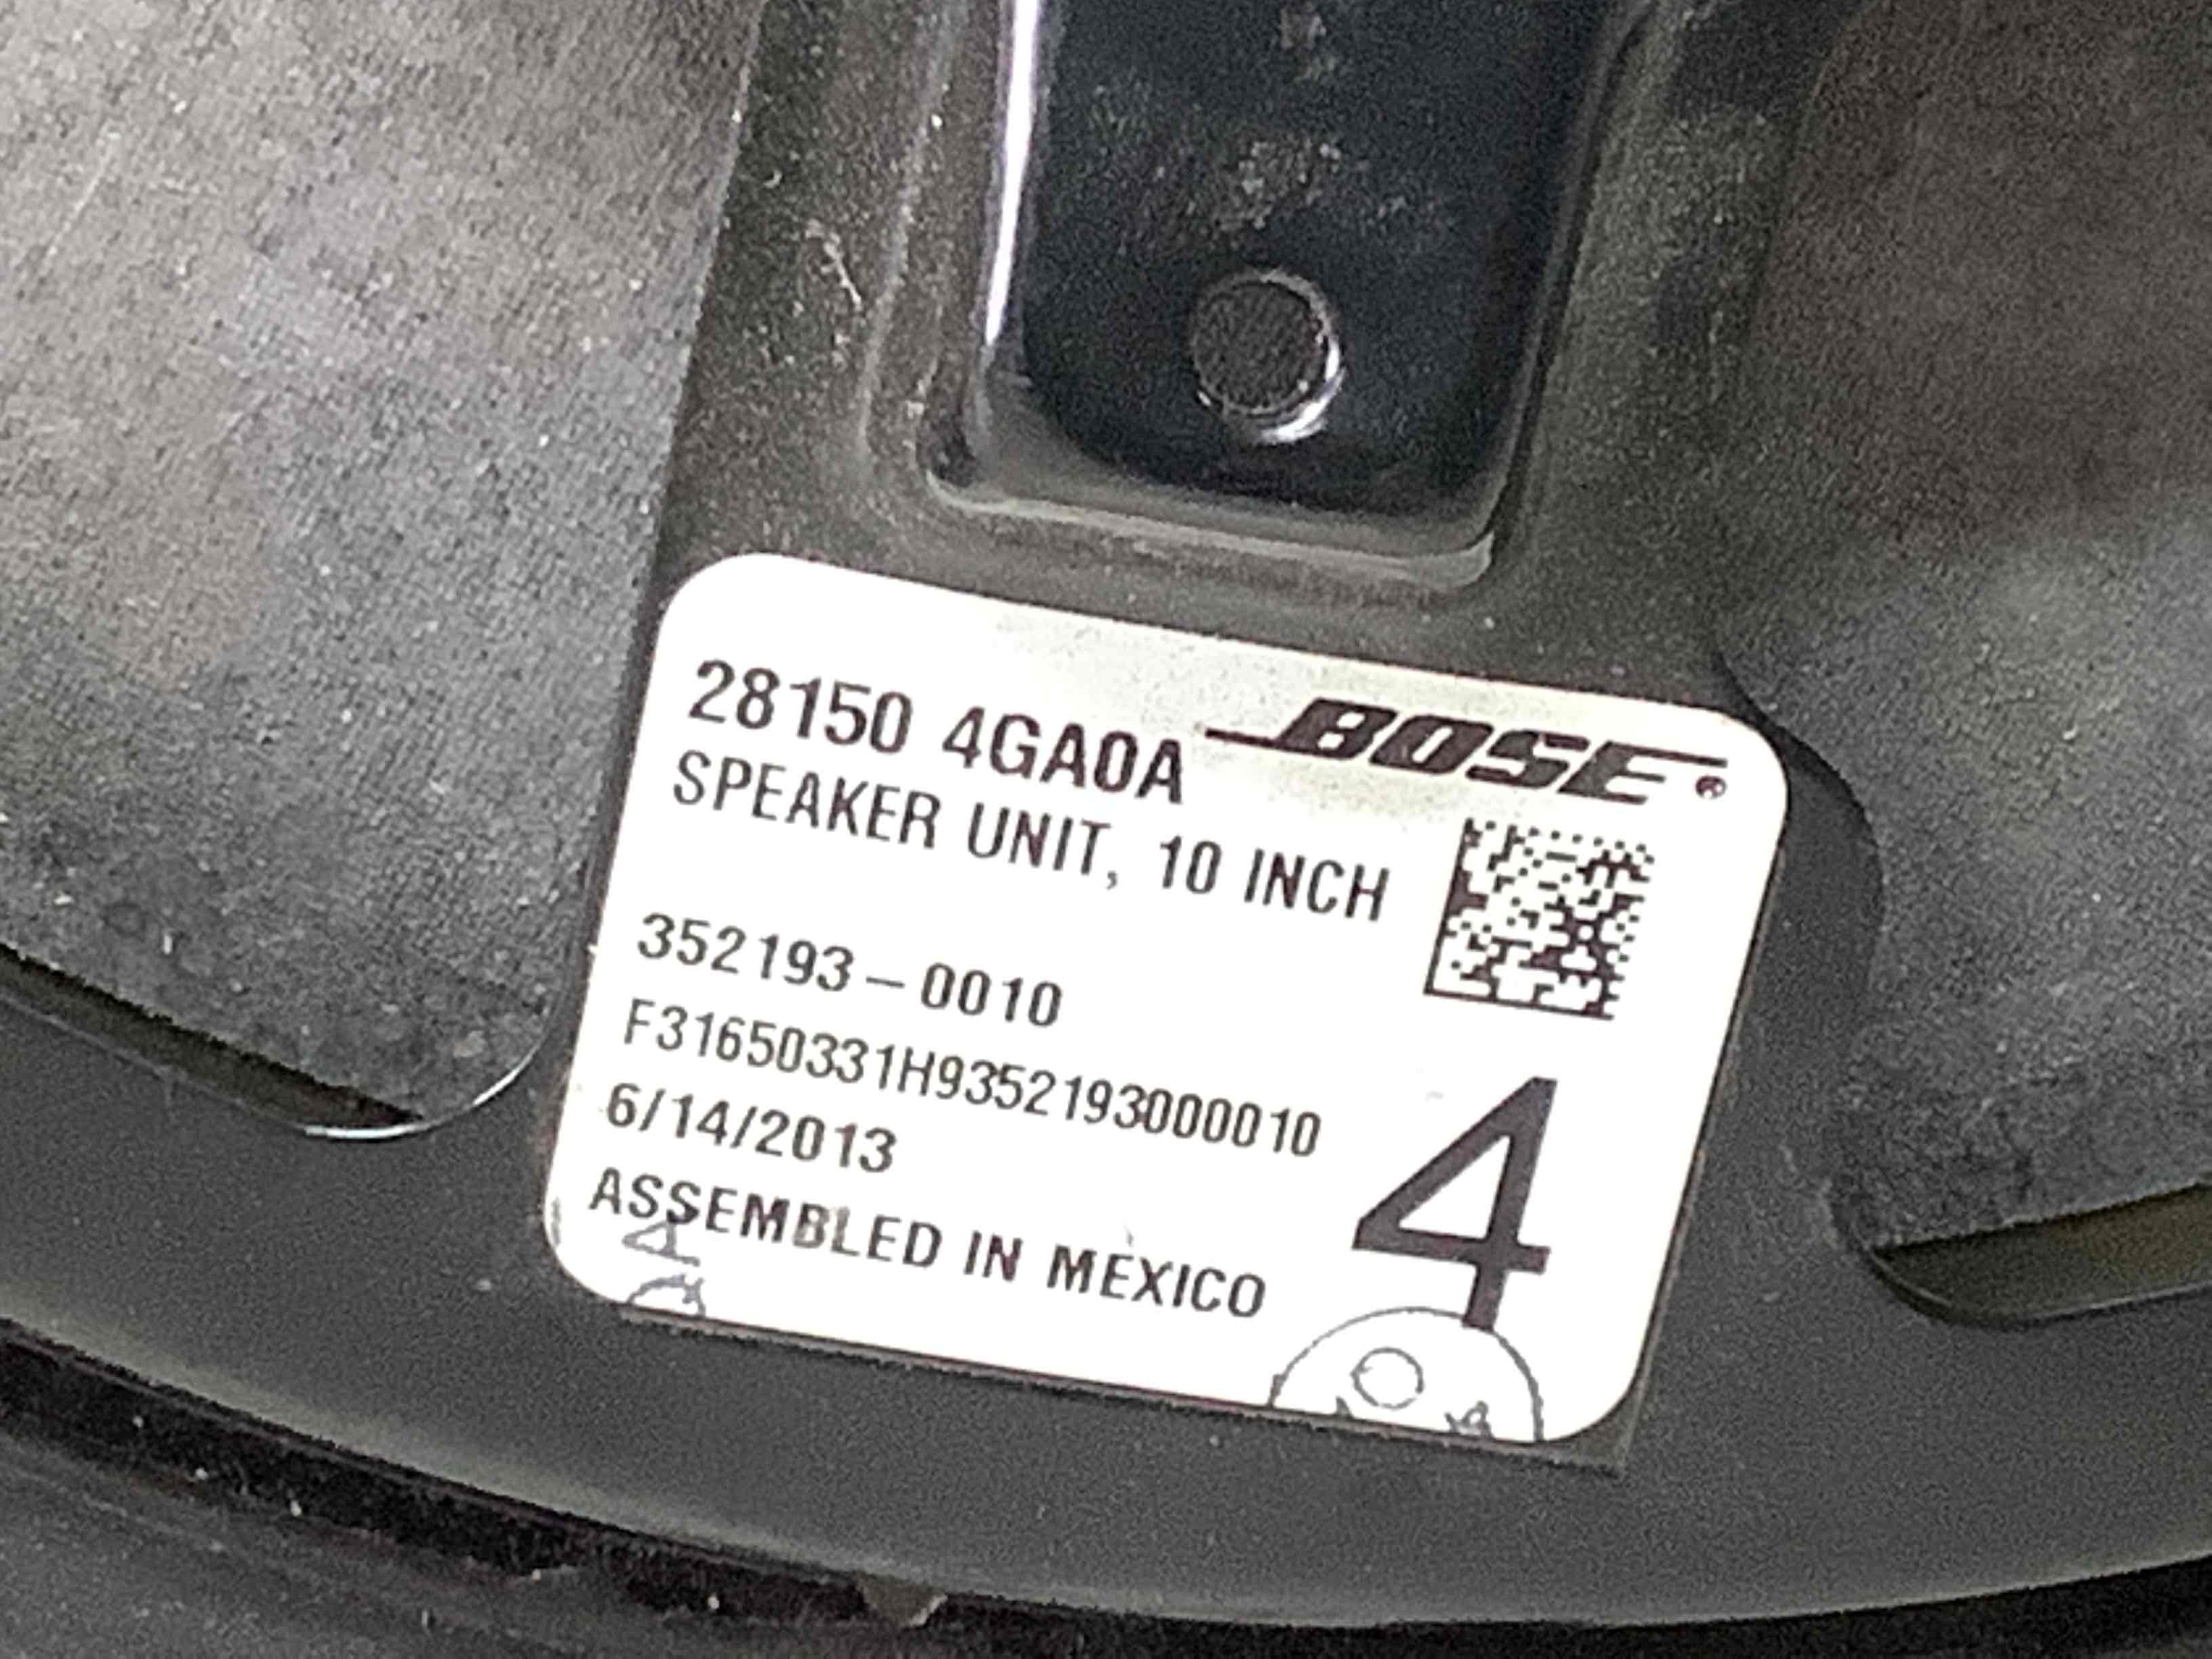 28150 4GA0A BOSE®
SPEAKER UNIT, 10 INCH
352193-0010
F31650331H9352193000010
6/14/2013
ASSEMBLED IN MEXICO
4